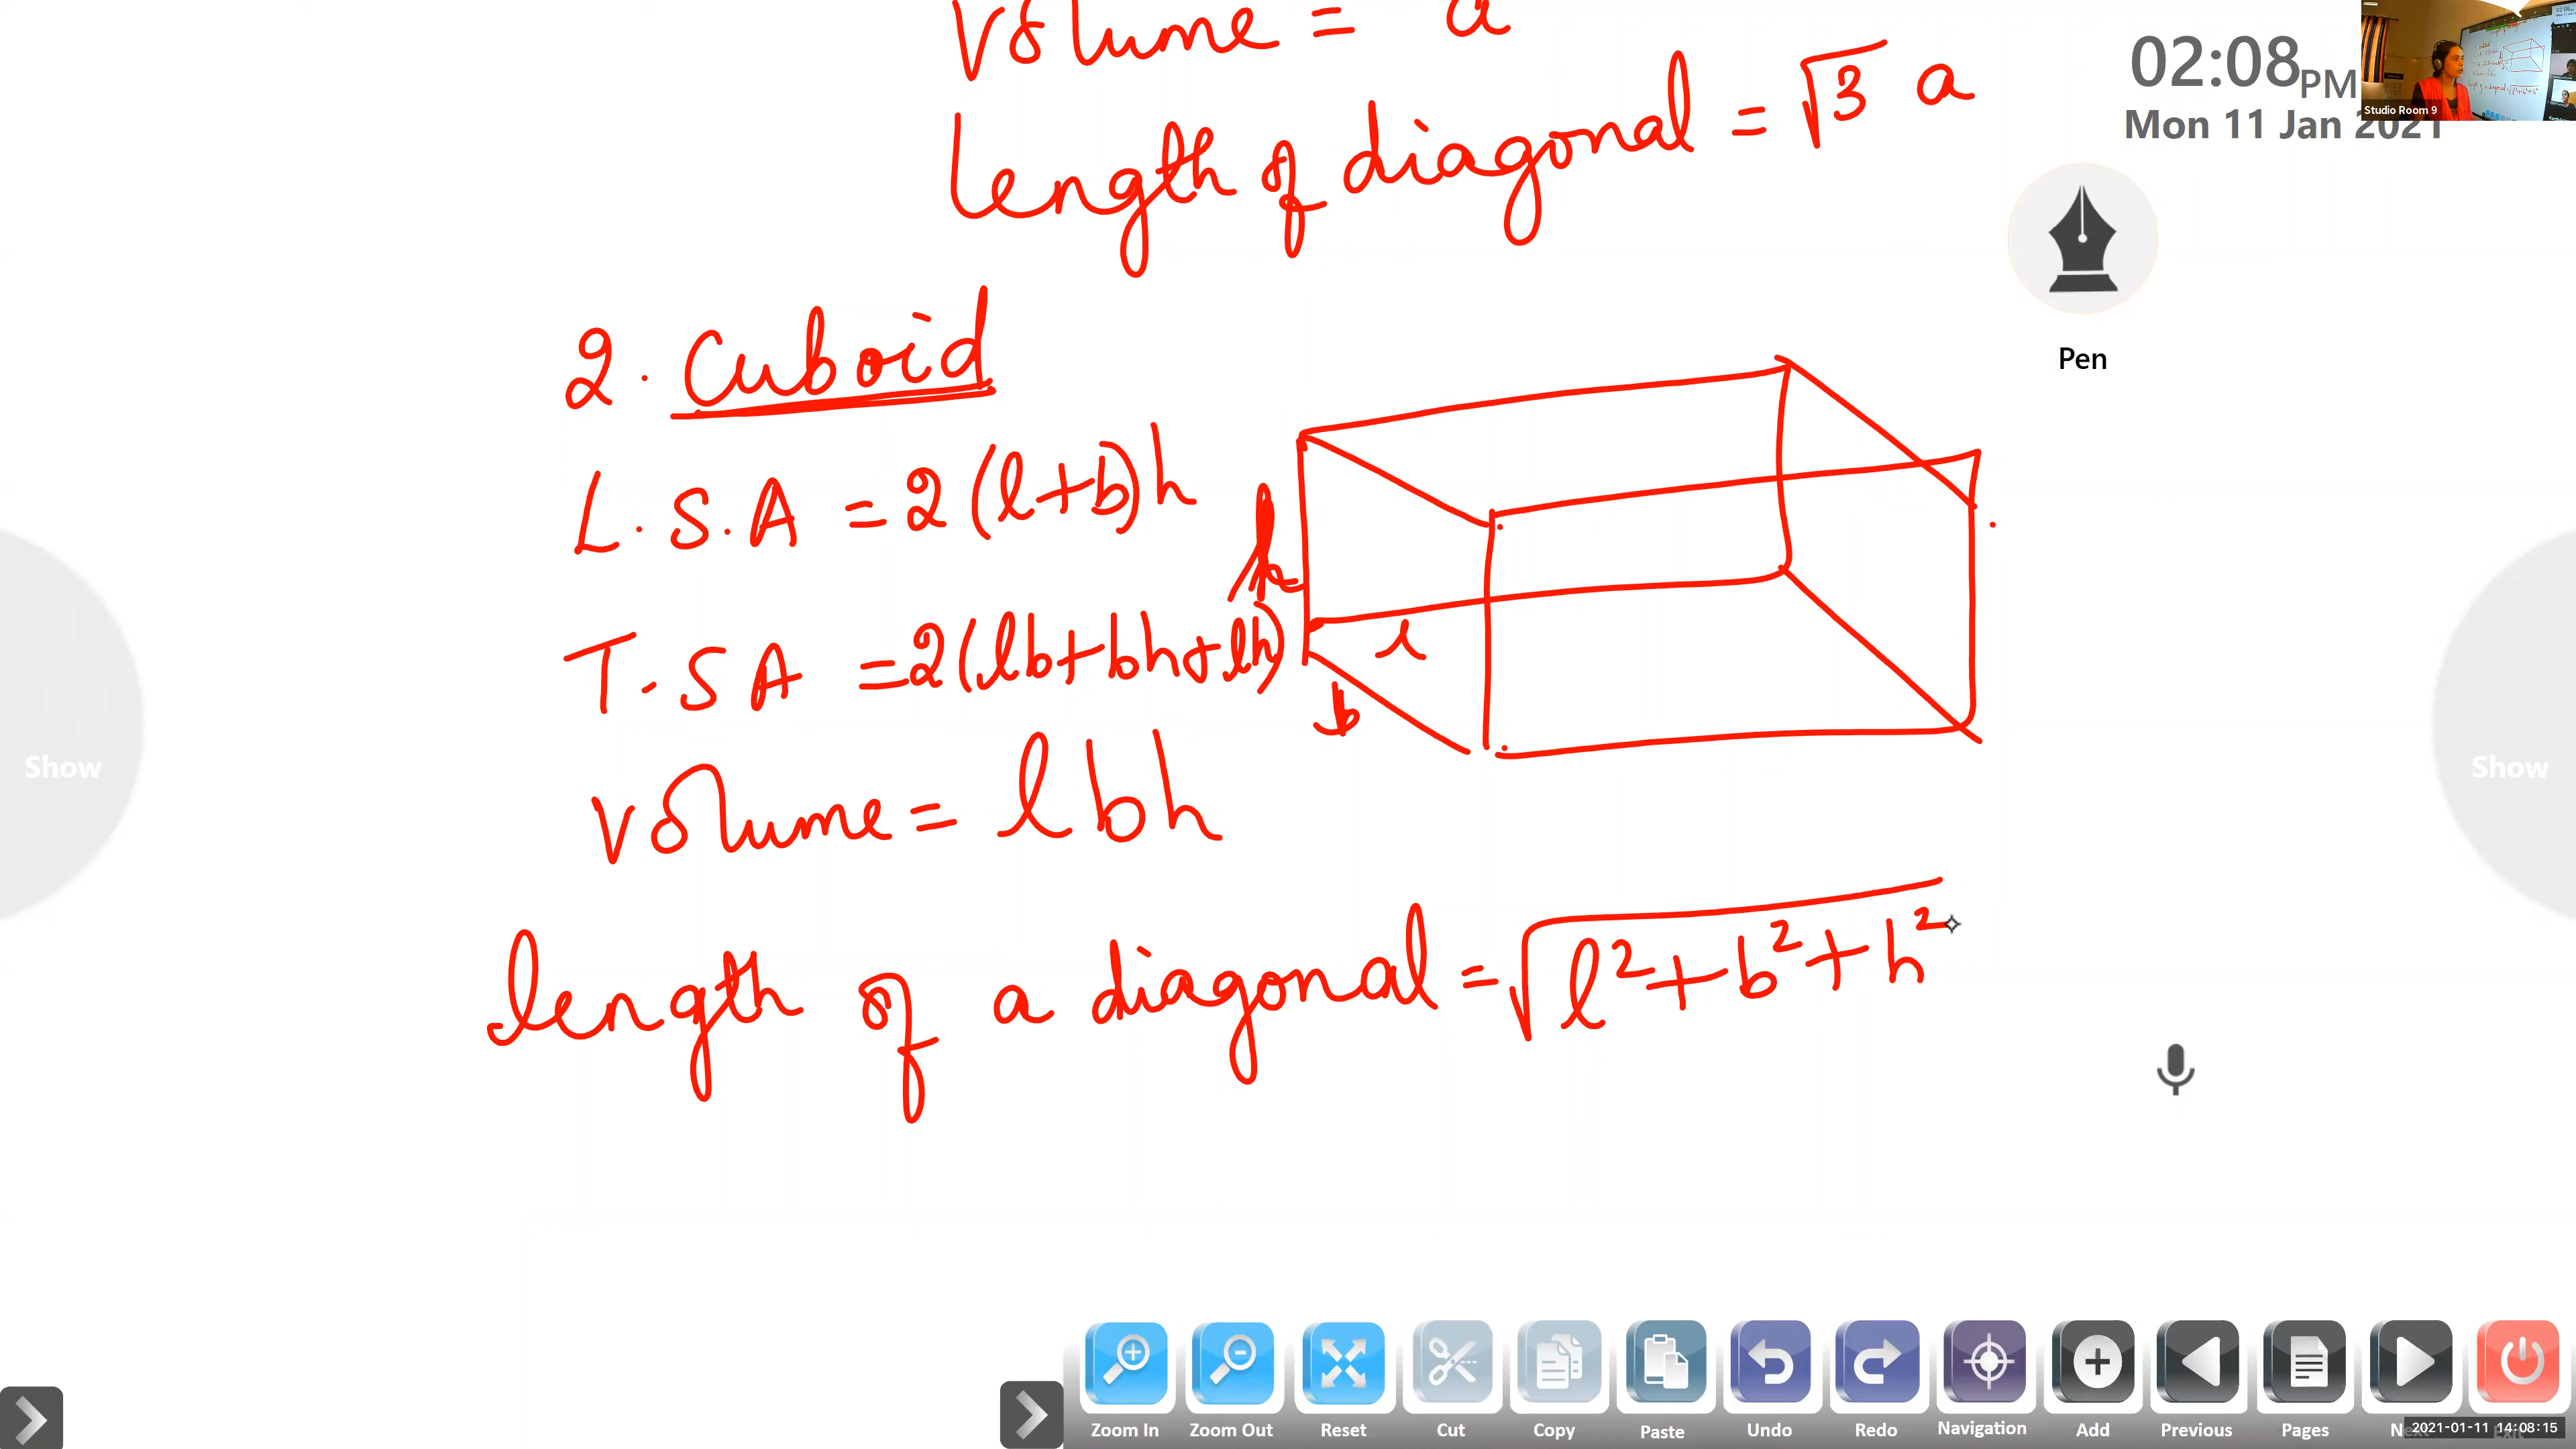 Volume = a
length of diagonal = √3 a
02:08 PM
Mon 11 Jan 2021
Studio Room 9
Pen
2. Cuboid
L.S.A = 2(l+b)h
h
T.S A = 2(lb+bh+lh)
l
b
Volume = lbh
length of a diagonal = √l²+b²+h²
Show
Show
Zoom In
Zoom Out
Reset
Cut
Copy
Paste
Undo
Redo
Navigation
Add
Previous
Pages
2021-01-11 14:08:15